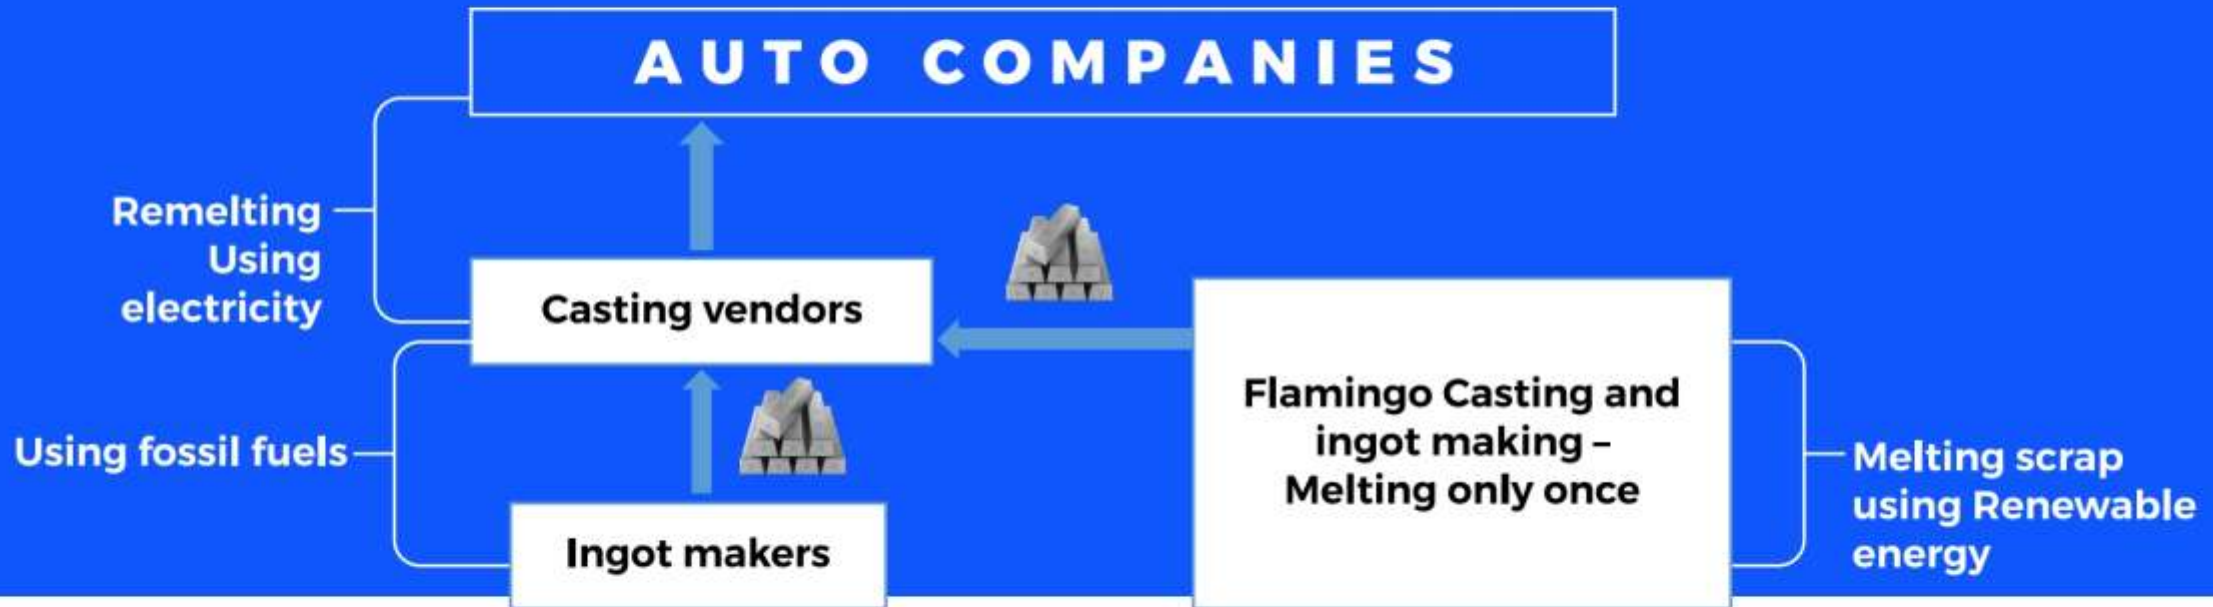 AUTO COMPANIES
Remelting
Using
electricity
Casting vendors
Using fossil fuels
Ingot makers
Flamingo Casting and
ingot making –
Melting only once
Melting scrap
using Renewable
energy